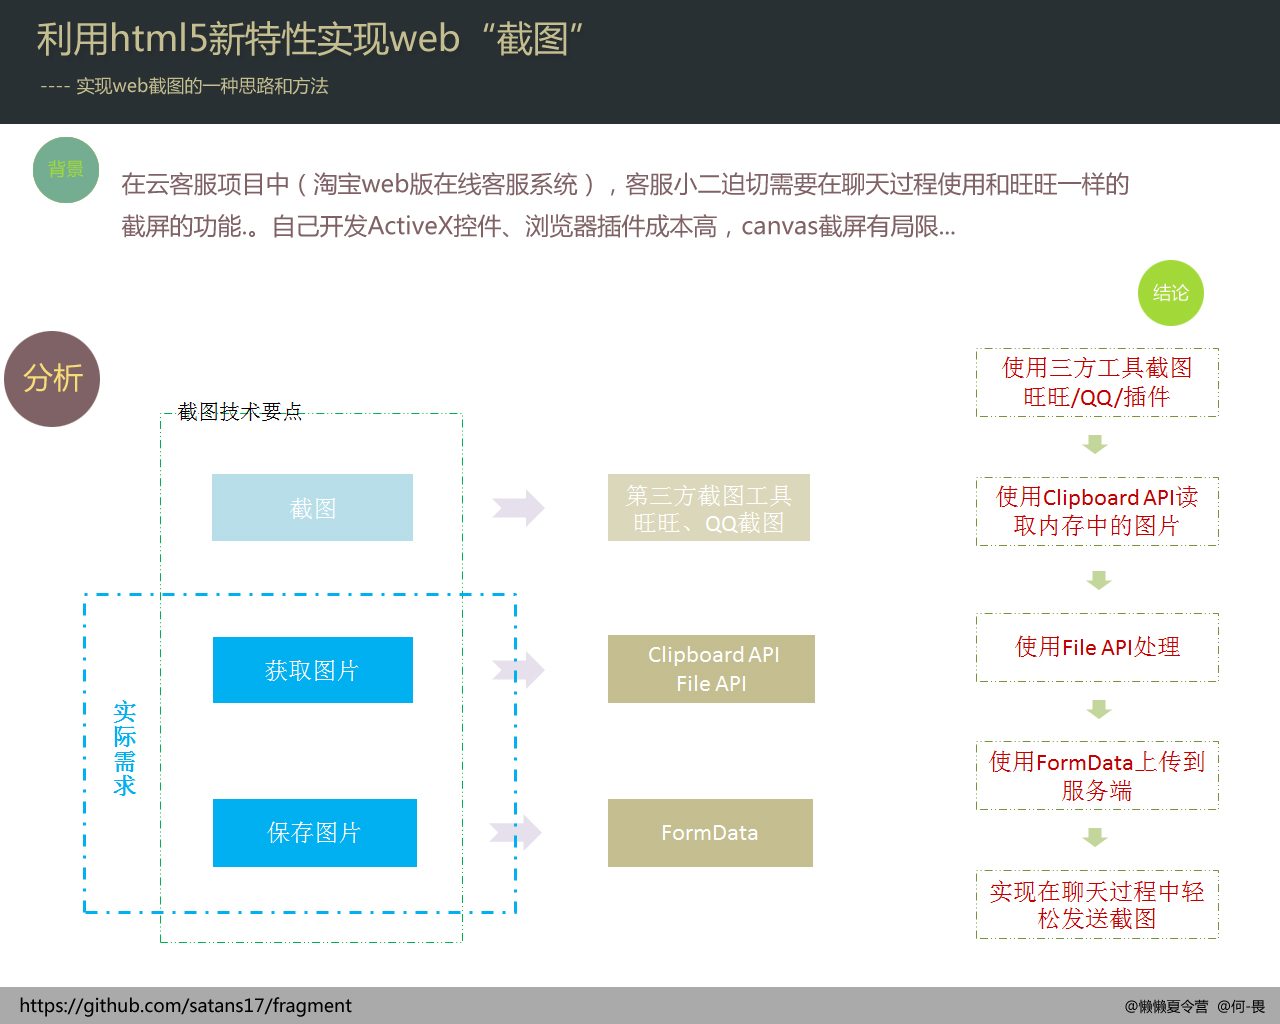 利用html5新特性实现web“截图”
---- 实现web截图的一种思路和方法
背景
在云客服项目中（淘宝web版在线客服系统），客服小二迫切需要在聊天过程使用和旺旺一样的
截屏的功能.。自己开发ActiveX控件、浏览器插件成本高，canvas截屏有局限...
分析
截图技术要点
截图
第三方截图工具
旺旺、QQ截图
实际需求
获取图片
Clipboard API
File API
保存图片
FormData
结论
使用三方工具截图
旺旺/QQ/插件
使用Clipboard API读
取内存中的图片
使用File API处理
使用FormData上传到
服务端
实现在聊天过程中轻
松发送截图
https://github.com/satans17/fragment
@懒懒夏令营 @何-畏